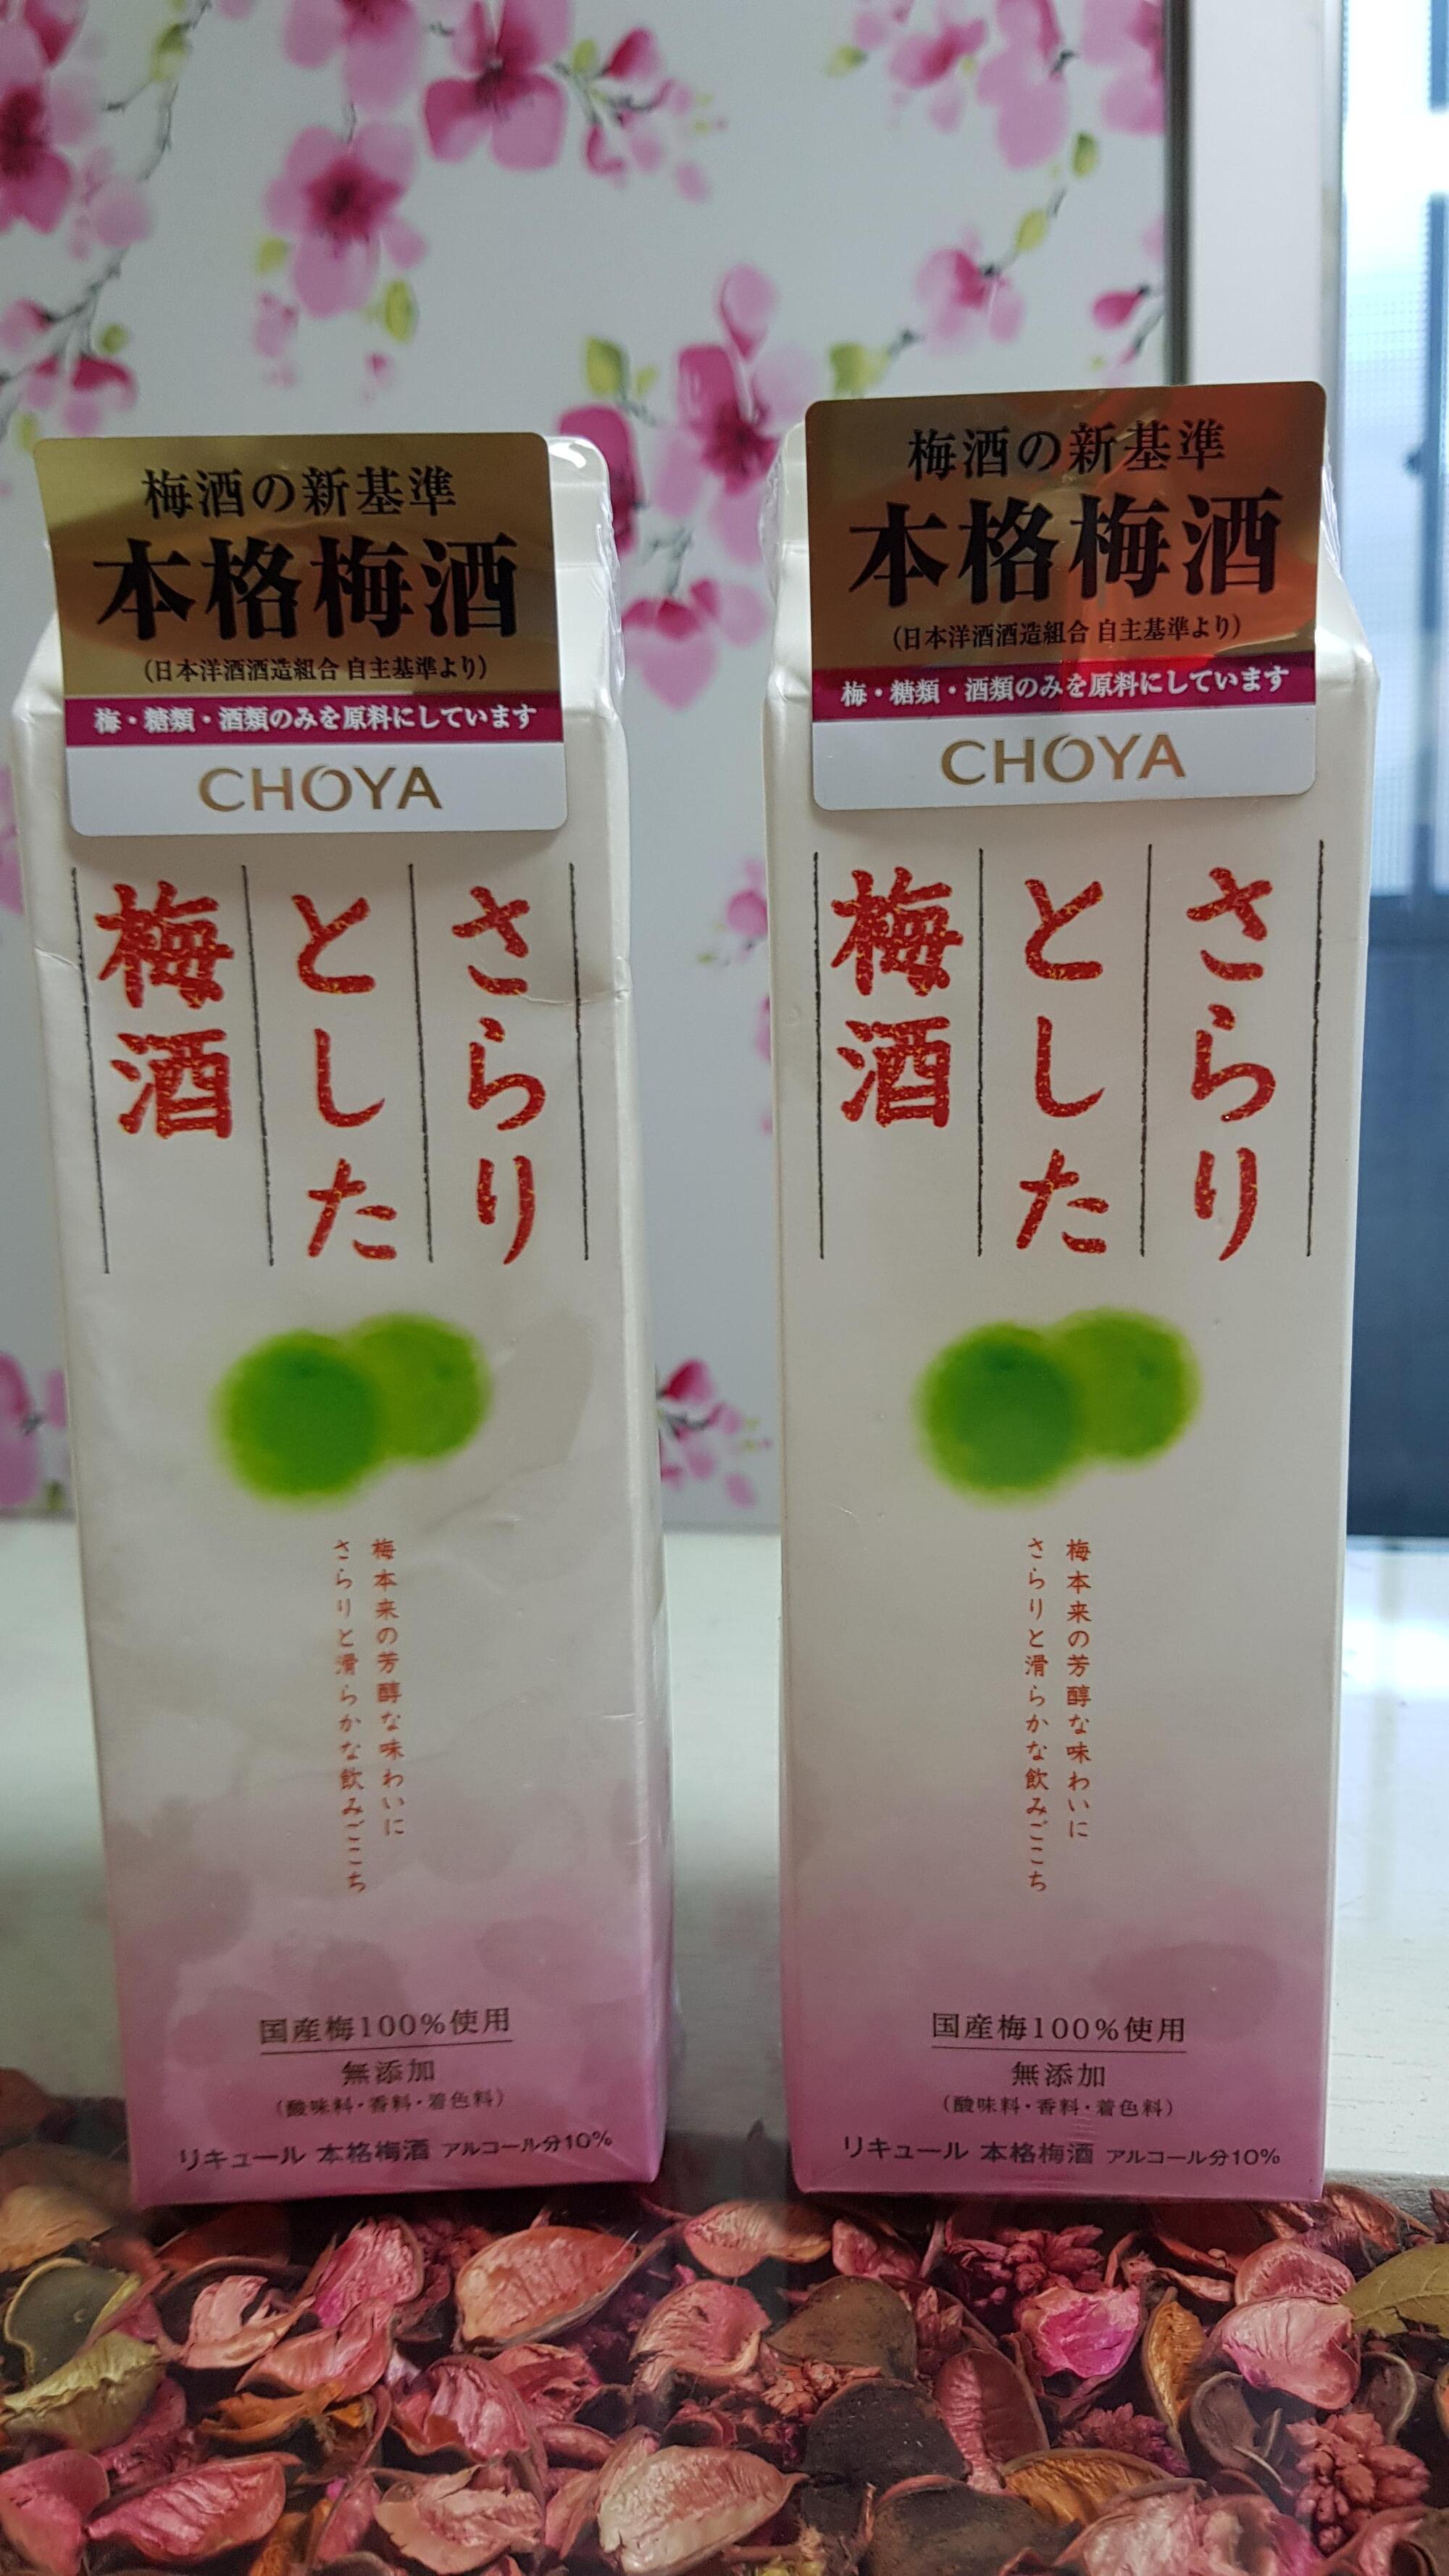 梅酒の新基準
本格梅酒
(日本洋酒酒造組合 自主基準より)
梅・糖類・酒類のみを原料にしています
CHOYA
さらり
とした
梅酒
梅本来の芳醇な味わいに
さらりと滑らかな飲みごこち
国産梅100%使用
無添加
(酸味料・香料・着色料)
リキュール 本格梅酒 アルコール分10%
梅酒の新基準
本格梅酒
(日本洋酒酒造組合 自主基準より)
梅・糖類・酒類のみを原料にしています
CHOYA
さらり
とした
梅酒
梅本来の芳醇な味わいに
さらりと滑らかな飲みごこち
国産梅100%使用
無添加
(酸味料・香料・着色料)
リキュール 本格梅酒 アルコール分10%